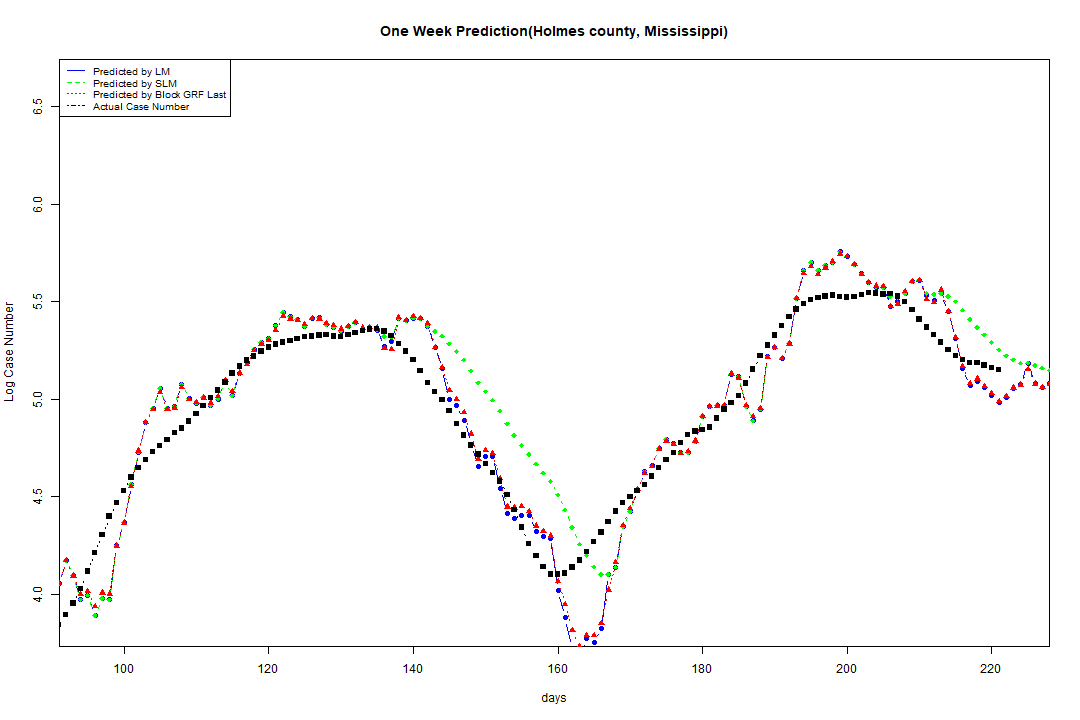 One Week Prediction(Holmes county, Mississippi)
Predicted by LM
Predicted by SLM
Predicted by Block GRF Last
Actual Case Number
Log Case Number
6.5
6.0
5.5
5.0
4.5
4.0
100 120 140 160 180 200 220
days